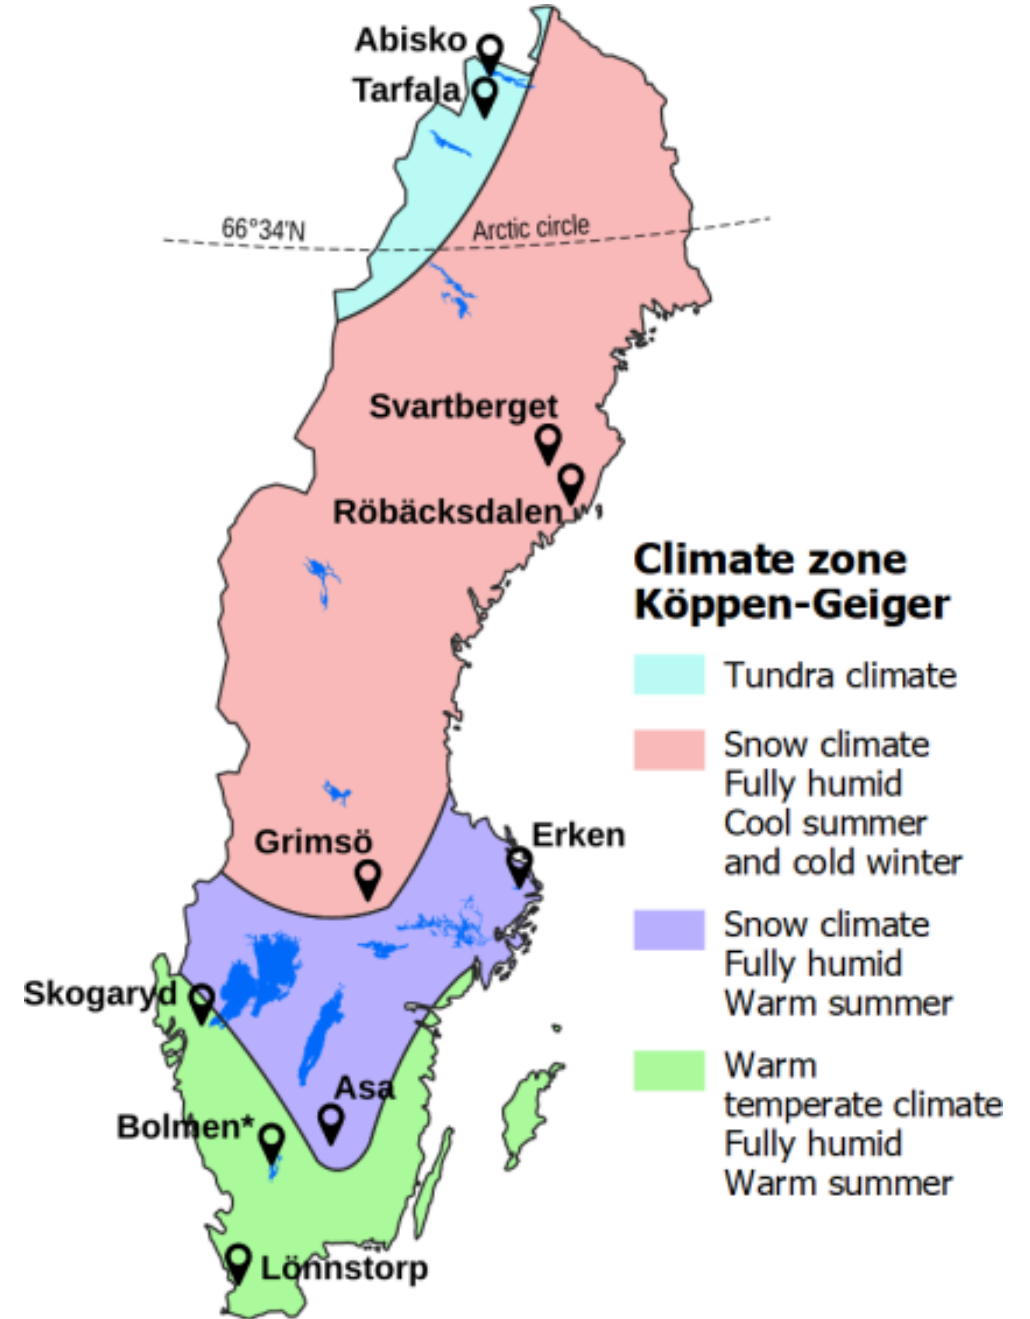 Abisko
Tarfala
66°34'N
Arctic circle
Svartberget
Röbäcksdalen
Climate zone
Köppen-Geiger
Tundra climate
Snow climate
Fully humid
Cool summer
and cold winter
Grimsö
Erken
Snow climate
Fully humid
Warm summer
Skogaryd
Asa
Bolmen*
Warm
temperate climate
Fully humid
Warm summer
Lönnstorp